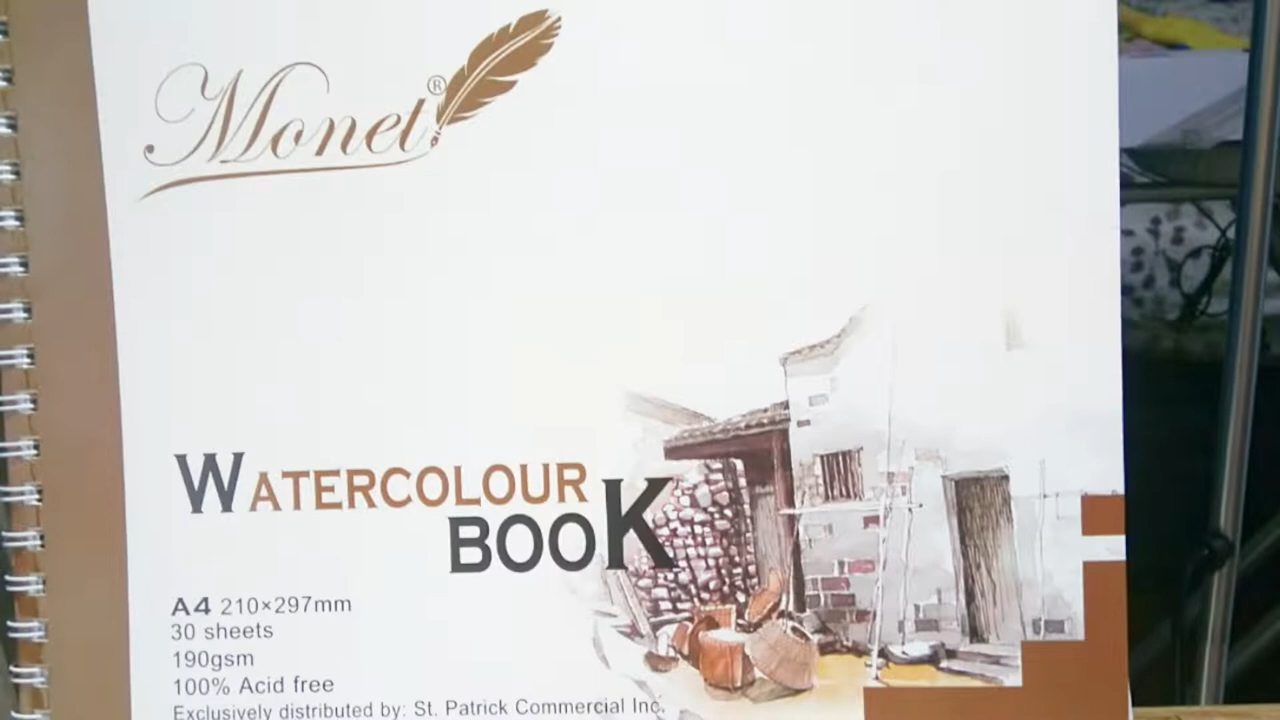 Monet®
WATERCOLOUR
BOOK
A4 210×297mm
30 sheets
190gsm
100% Acid free
Exclusively distributed by: St. Patrick Commercial Inc.